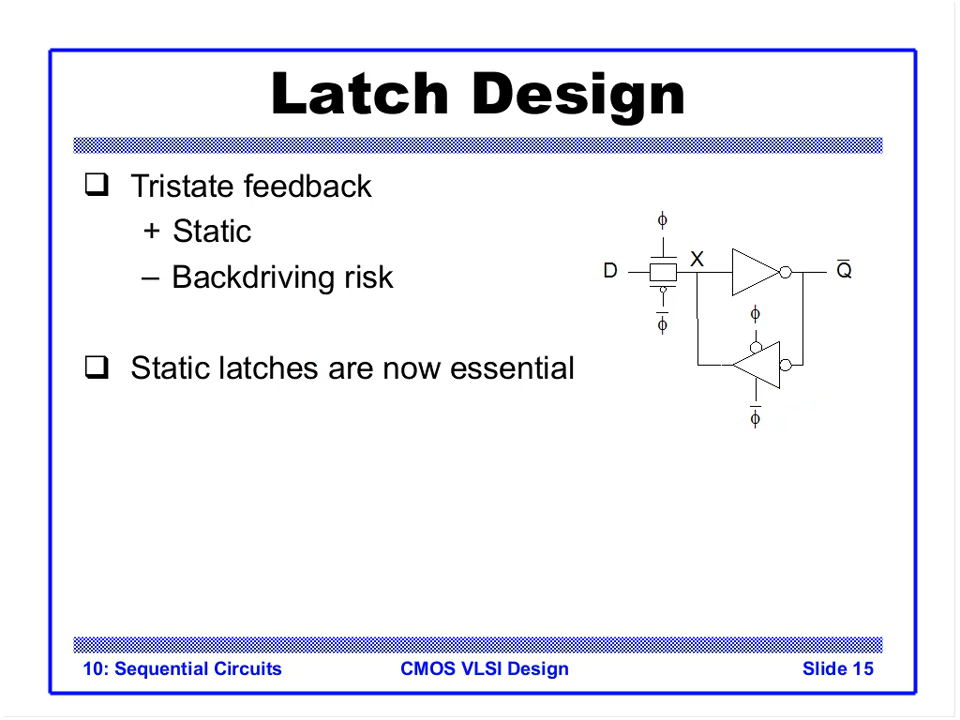 Latch Design
❑ Tristate feedback
+ Static
– Backdriving risk
❑ Static latches are now essential
ϕ
D
X
Q̅
ϕ̅
ϕ
ϕ̅
10: Sequential Circuits
CMOS VLSI Design
Slide 15